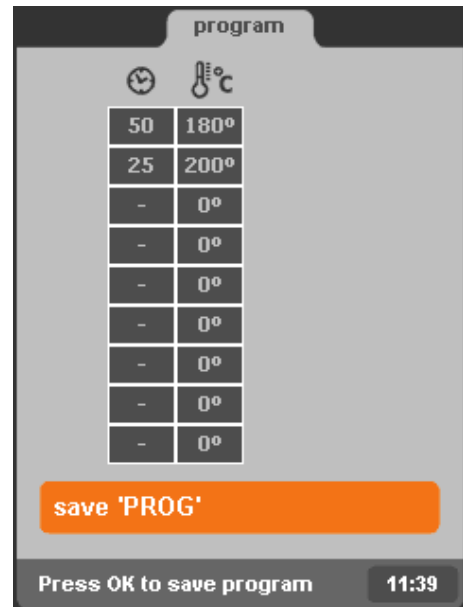 program
°c
50 180º
25 200º
- 0º
- 0º
- 0º
- 0º
- 0º
- 0º
- 0º
save 'PROG'
Press OK to save program 11:39